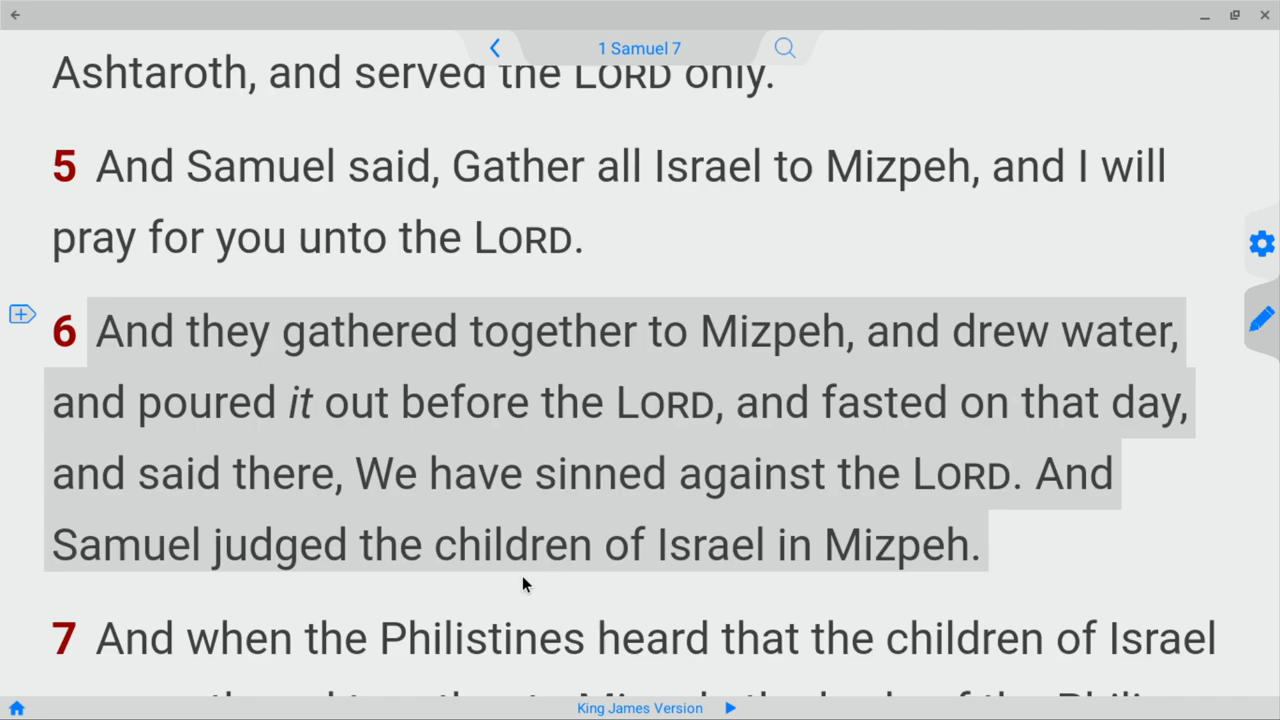 1 Samuel 7
Ashtaroth, and served the LORD only.
5 And Samuel said, Gather all Israel to Mizpeh, and I will
pray for you unto the LORD.
6 And they gathered together to Mizpeh, and drew water,
and poured it out before the LORD, and fasted on that day,
and said there, We have sinned against the LORD. And
Samuel judged the children of Israel in Mizpeh.
7 And when the Philistines heard that the children of Israel
King James Version